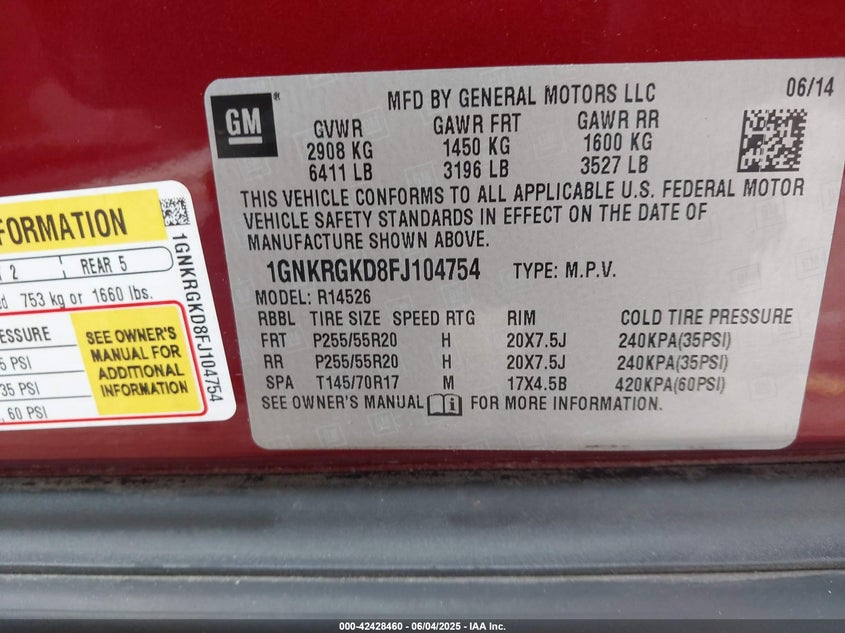 GM
MFD BY GENERAL MOTORS LLC
06/14
GVWR GAWR FRT GAWR RR
2908 KG 1450 KG 1600 KG
6411 LB 3196 LB 3527 LB
THIS VEHICLE CONFORMS TO ALL APPLICABLE U.S. FEDERAL MOTOR
VEHICLE SAFETY STANDARDS IN EFFECT ON THE DATE OF
MANUFACTURE SHOWN ABOVE.
1GNKRGKD8FJ104754 TYPE: M.P.V.
MODEL: R14526
RBBL TIRE SIZE SPEED RTG RIM COLD TIRE PRESSURE
FRT P255/55R20 H 20X7.5J 240KPA(35PSI)
RR P255/55R20 H 20X7.5J 240KPA(35PSI)
SPA T145/70R17 M 17X4.5B 420KPA(60PSI)
SEE OWNER'S MANUAL FOR MORE INFORMATION.
FORMATION
2 REAR 5
753 kg or 1660 lbs.
ESSURE
5 PSI
35 PSI
, 60 PSI
SEE OWNER'S
MANUAL FOR
ADDITIONAL
INFORMATION
1GNKRGKD8FJ104754
000-42428460 - 06/04/2025 - IAA Inc.